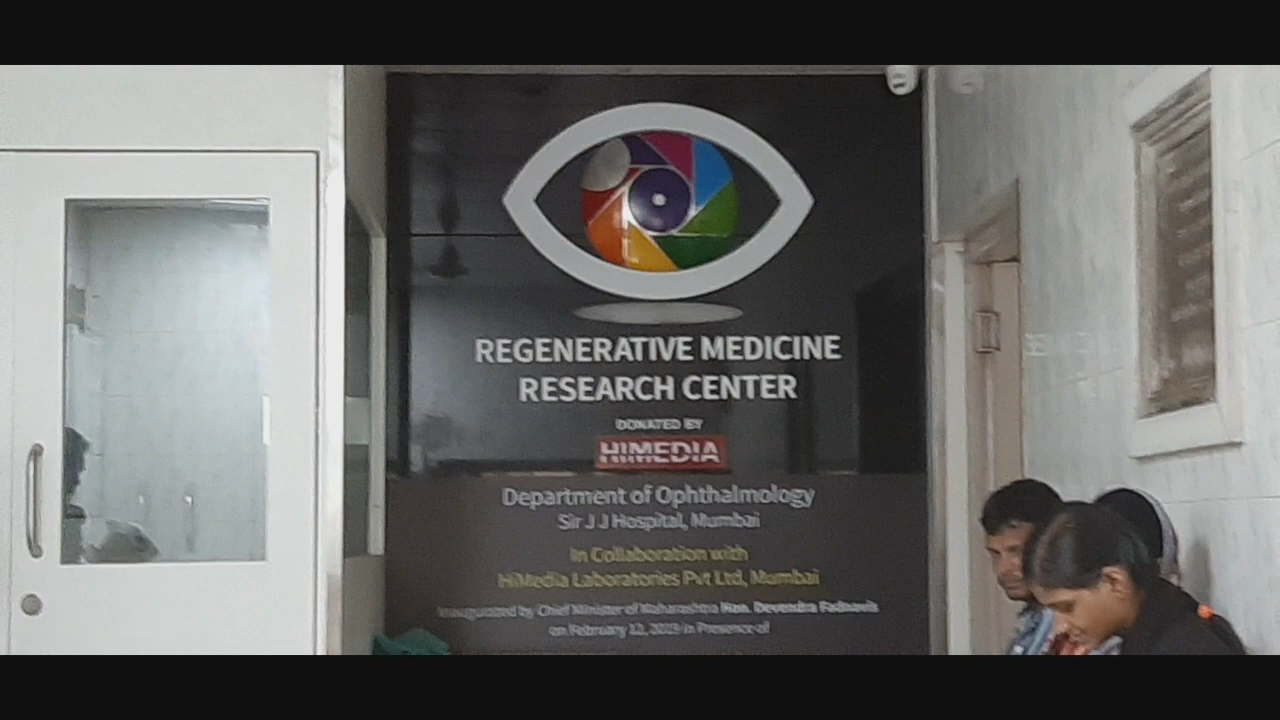 REGENERATIVE MEDICINE
RESEARCH CENTER
DONATED BY
HIMEDIA
Department of Ophthalmology
Sir J J Hospital, Mumbai
In Collaboration with
HiMedia Laboratories Pvt Ltd, Mumbai
Inaugurated by Chief Minister of Maharashtra Hon. Devendra Fadnavis
on February 12, in Presence of